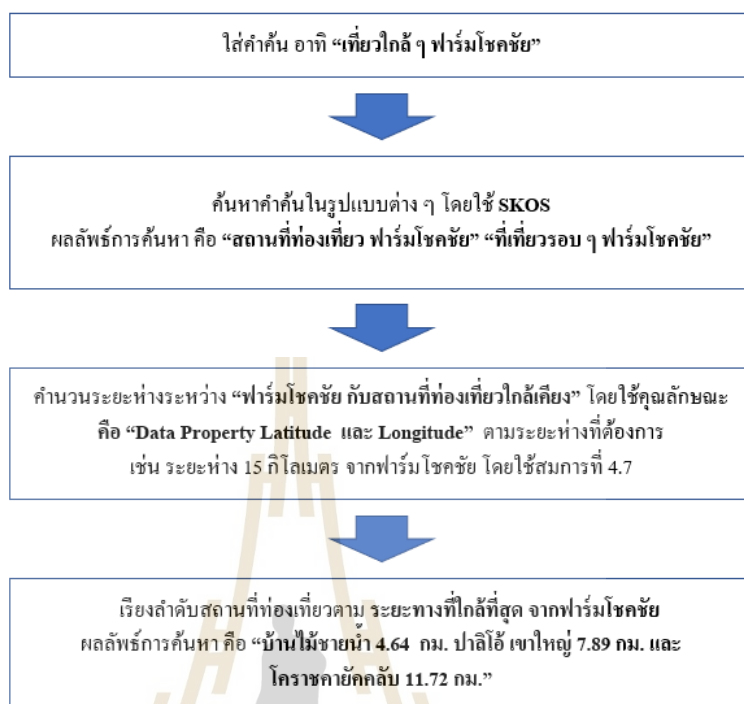 ใส่คำค้น อาทิ “เที่ยวใกล้ ๆ ฟาร์มโชคชัย”
ค้นหาคำค้นในรูปแบบต่าง ๆ โดยใช้ SKOS
ผลลัพธ์การค้นหา คือ “สถานที่ท่องเที่ยว ฟาร์มโชคชัย” “ที่เที่ยวรอบ ๆ ฟาร์มโชคชัย”
คำนวนระยะห่างระหว่าง “ฟาร์มโชคชัย กับสถานที่ท่องเที่ยวใกล้เคียง” โดยใช้คุณลักษณะ
คือ “Data Property Latitude และ Longitude” ตามระยะห่างที่ต้องการ
เช่น ระยะห่าง 15 กิโลเมตร จากฟาร์มโชคชัย โดยใช้สมการที่ 4.7
เรียงลำดับสถานที่ท่องเที่ยวตาม ระยะทางที่ใกล้ที่สุด จากฟาร์มโชคชัย
ผลลัพธ์การค้นหา คือ “บ้านไม้ชายน้ำ 4.64 กม. ปาลิโอ้ เขาใหญ่ 7.89 กม. และ
โคราชคายัคคลับ 11.72 กม.”